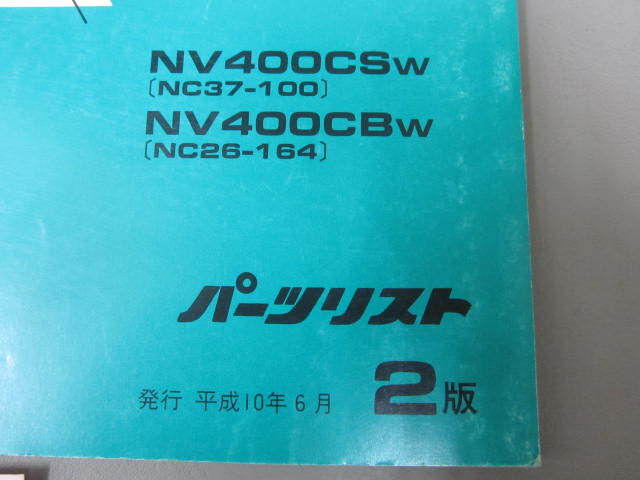 NV400CSW
〔NC37-100〕
NV400CBW
〔NC26-164〕
パーツリスト
発行 平成10年6月 2版